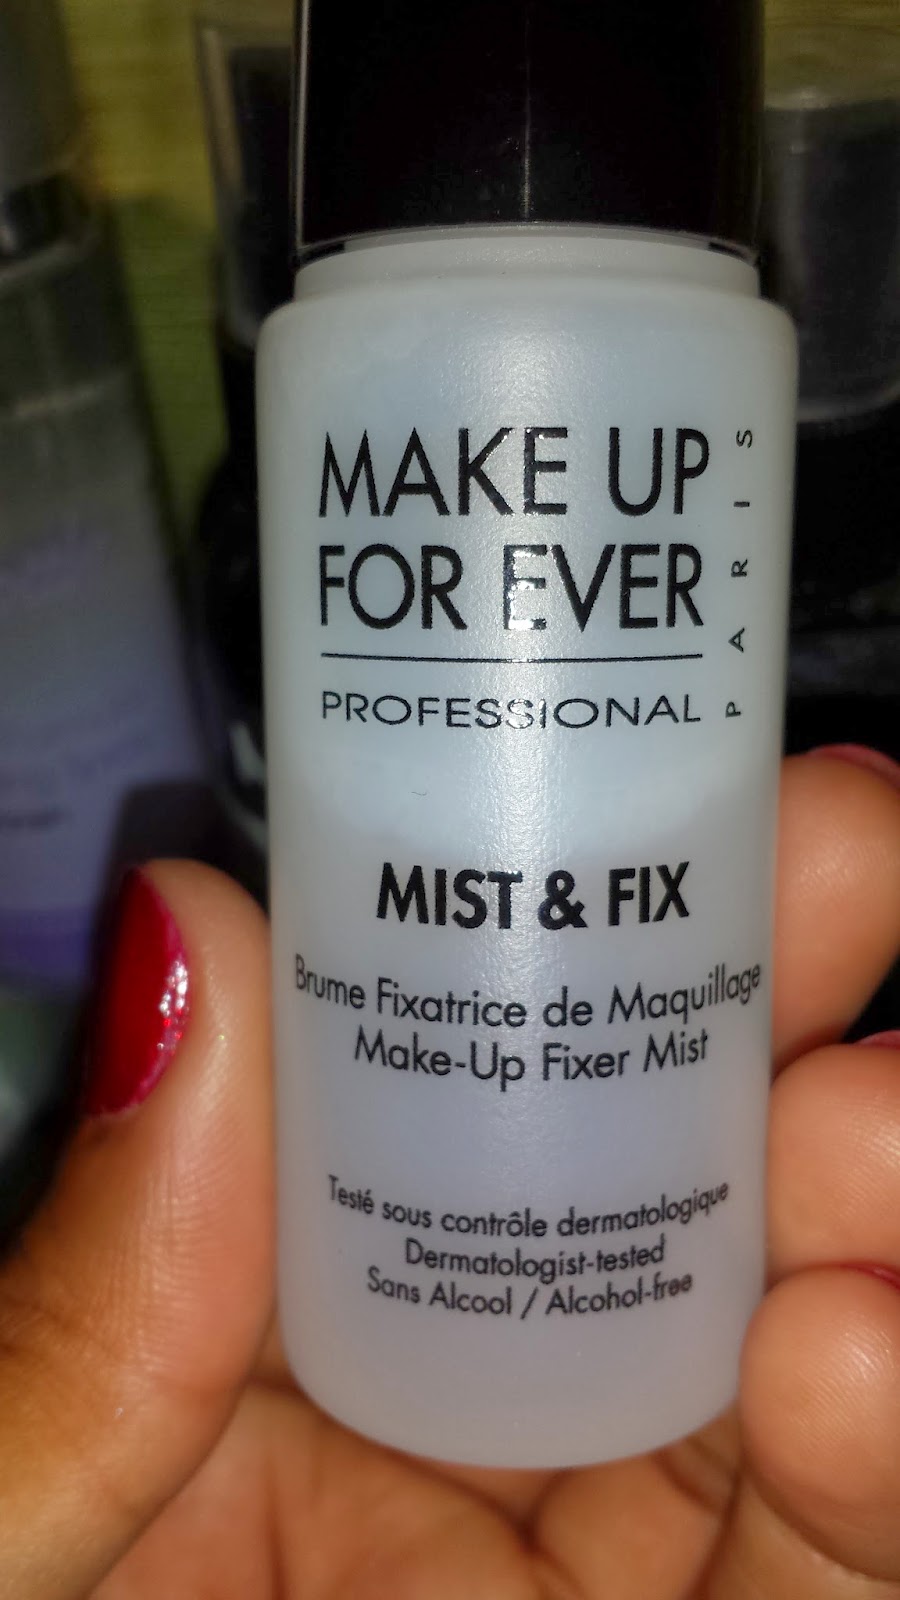 MAKE UP
FOR EVER
PROFESSIONAL
PARIS
MIST & FIX
Brume Fixatrice de Maquillage
Make-Up Fixer Mist
Testé sous contrôle dermatologique
Dermatologist-tested
Sans Alcool / Alcohol-free